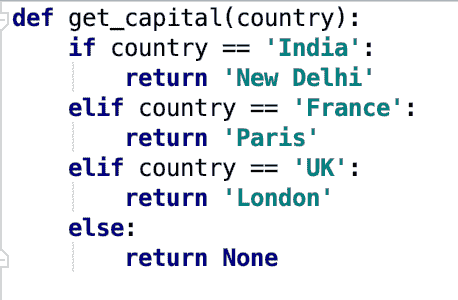 def get_capital(country):
    if country == 'India':
        return 'New Delhi'
    elif country == 'France':
        return 'Paris'
    elif country == 'UK':
        return 'London'
    else:
        return None